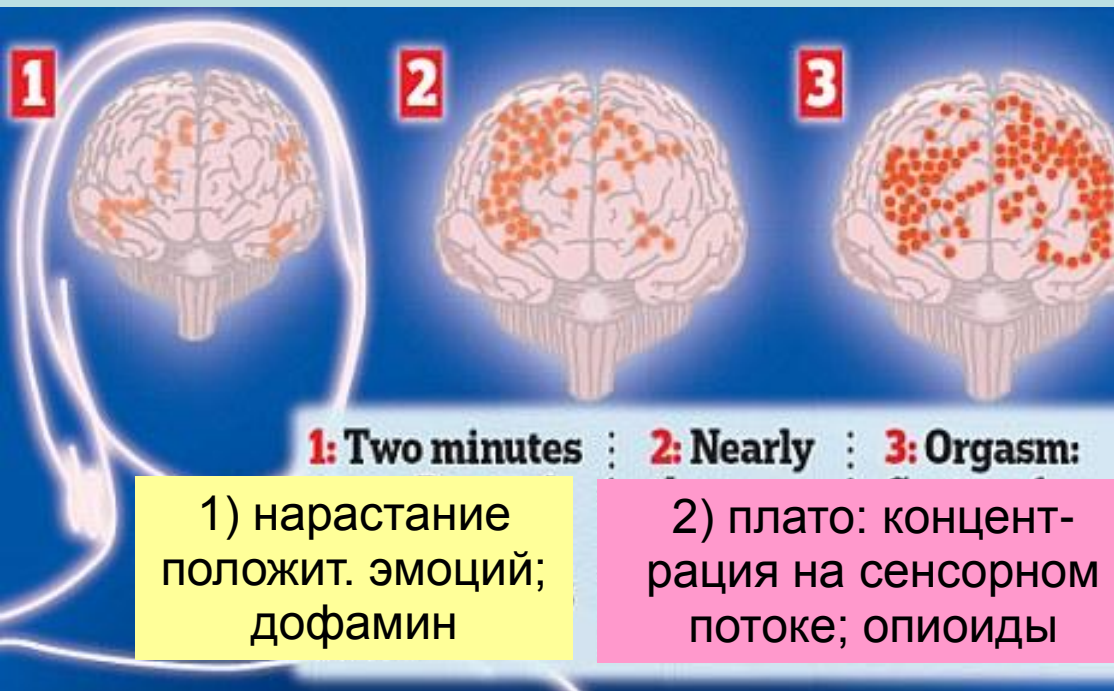 1
2
3
1: Two minutes
2: Nearly
3: Orgasm:
1) нарастание
положит. эмоций;
дофамин
2) плато: концент-
рация на сенсорном
потоке; опиоиды